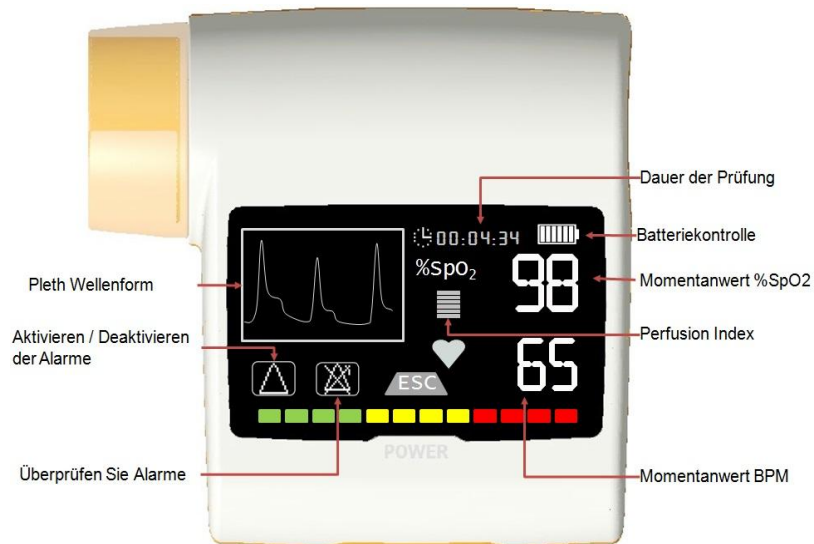 Dauer der Prüfung
00:04:34
Batteriekontrolle
%SpO2
98
Momentanwert %SpO2
Pleth Wellenform
Perfusion Index
Aktivieren / Deaktivieren
der Alarme
65
ESC
POWER
Überprüfen Sie Alarme
Momentanwert BPM